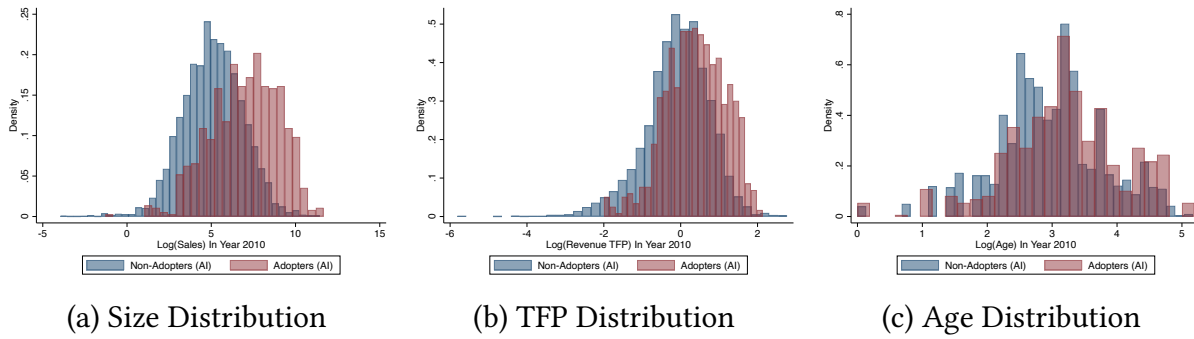 .25
.2
.15
.1
.05
0
Density
-5 0 5 10 15
Log(Sales) In Year 2010
Non-Adopters (AI) Adopters (AI)
(a) Size Distribution
.5
.4
.3
.2
.1
0
Density
-6 -4 -2 0 2
Log(Revenue TFP) In Year 2010
Non-Adopters (AI) Adopters (AI)
(b) TFP Distribution
.8
.6
.4
.2
0
Density
0 1 2 3 4 5
Log(Age) In Year 2010
Non-Adopters (AI) Adopters (AI)
(c) Age Distribution